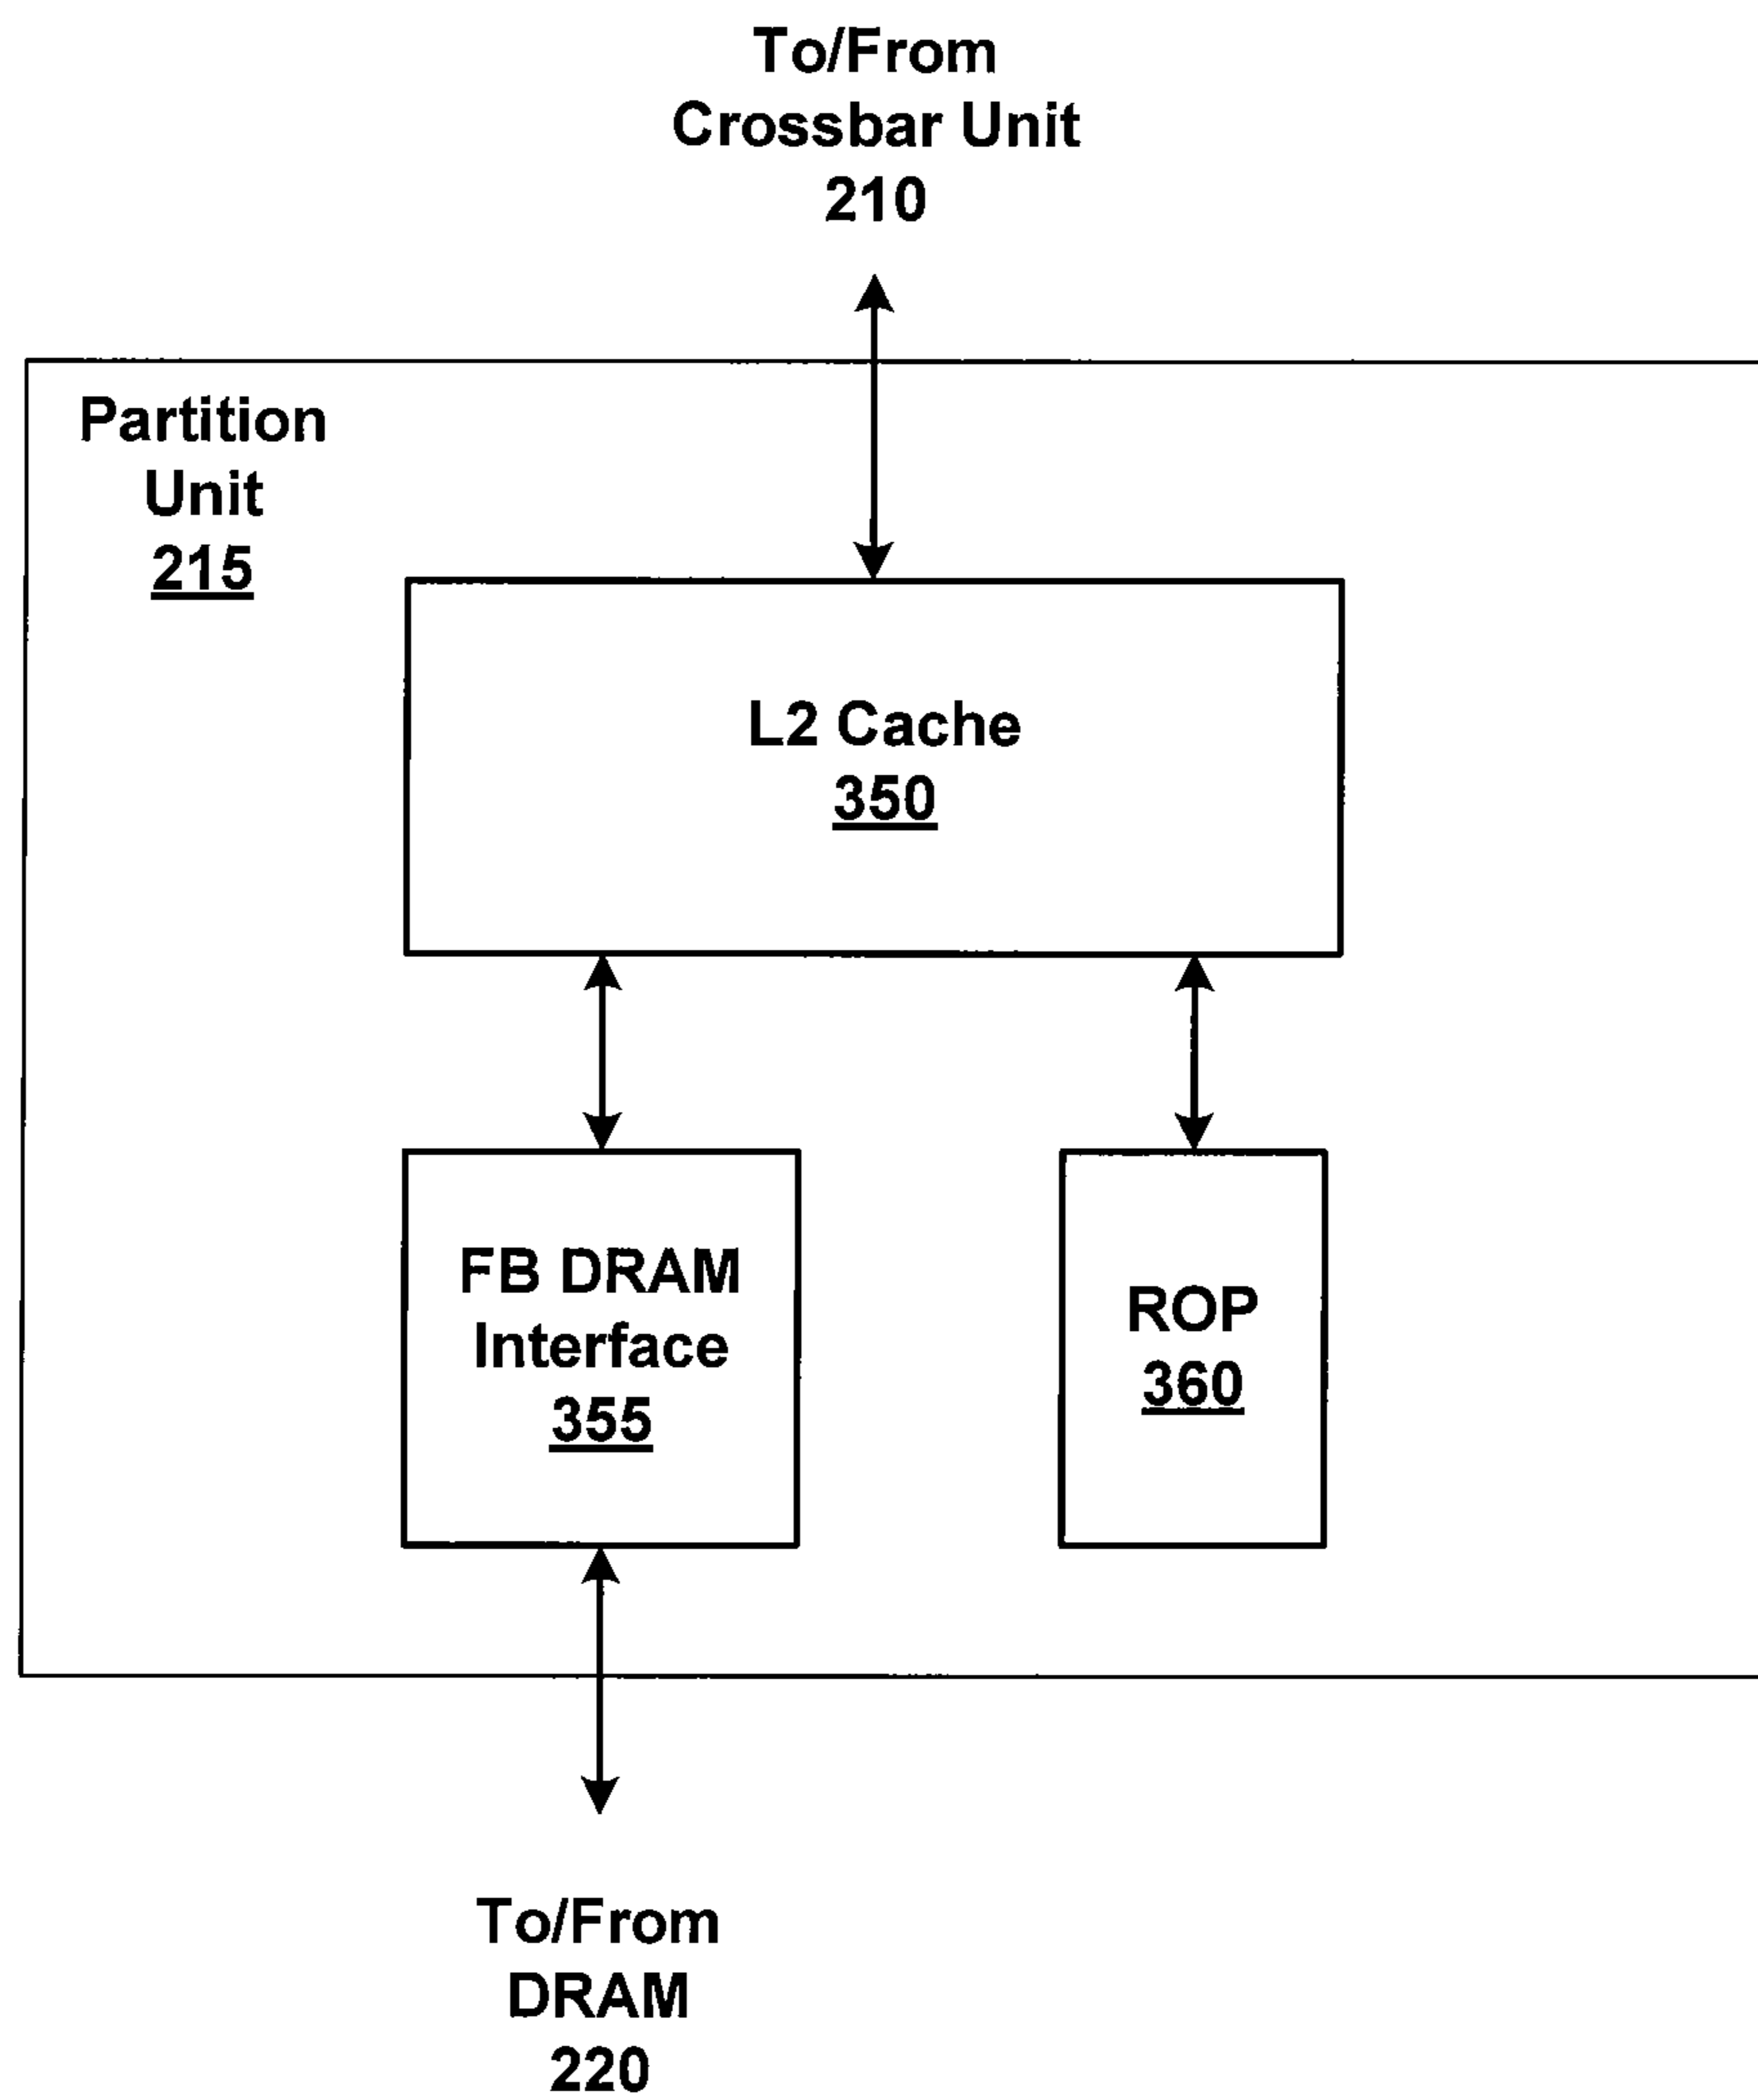 To/From
Crossbar Unit
210
Partition
Unit
215
L2 Cache
350
FB DRAM
Interface
355
ROP
360
To/From
DRAM
220